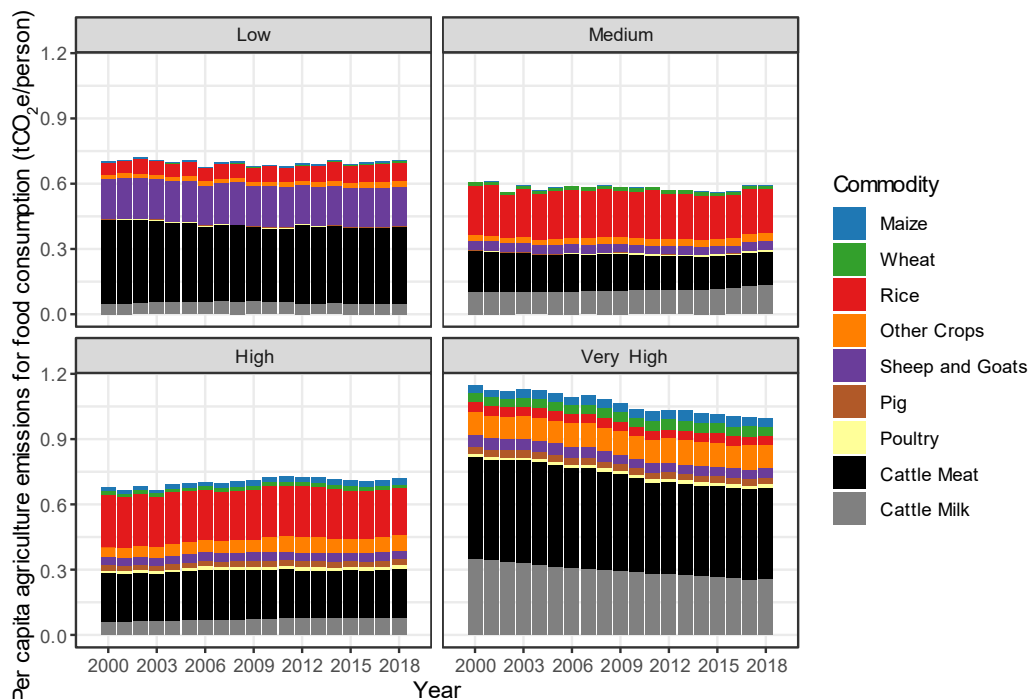 Per capita agriculture emissions for food consumption (tCO2e/person)
Low
Medium
1.2
0.9
0.6
0.3
0.0
High
Very High
1.2
0.9
0.6
0.3
0.0
2000 2003 2006 2009 2012 2015 2018
2000 2003 2006 2009 2012 2015 2018
Year
Commodity
Maize
Wheat
Rice
Other Crops
Sheep and Goats
Pig
Poultry
Cattle Meat
Cattle Milk